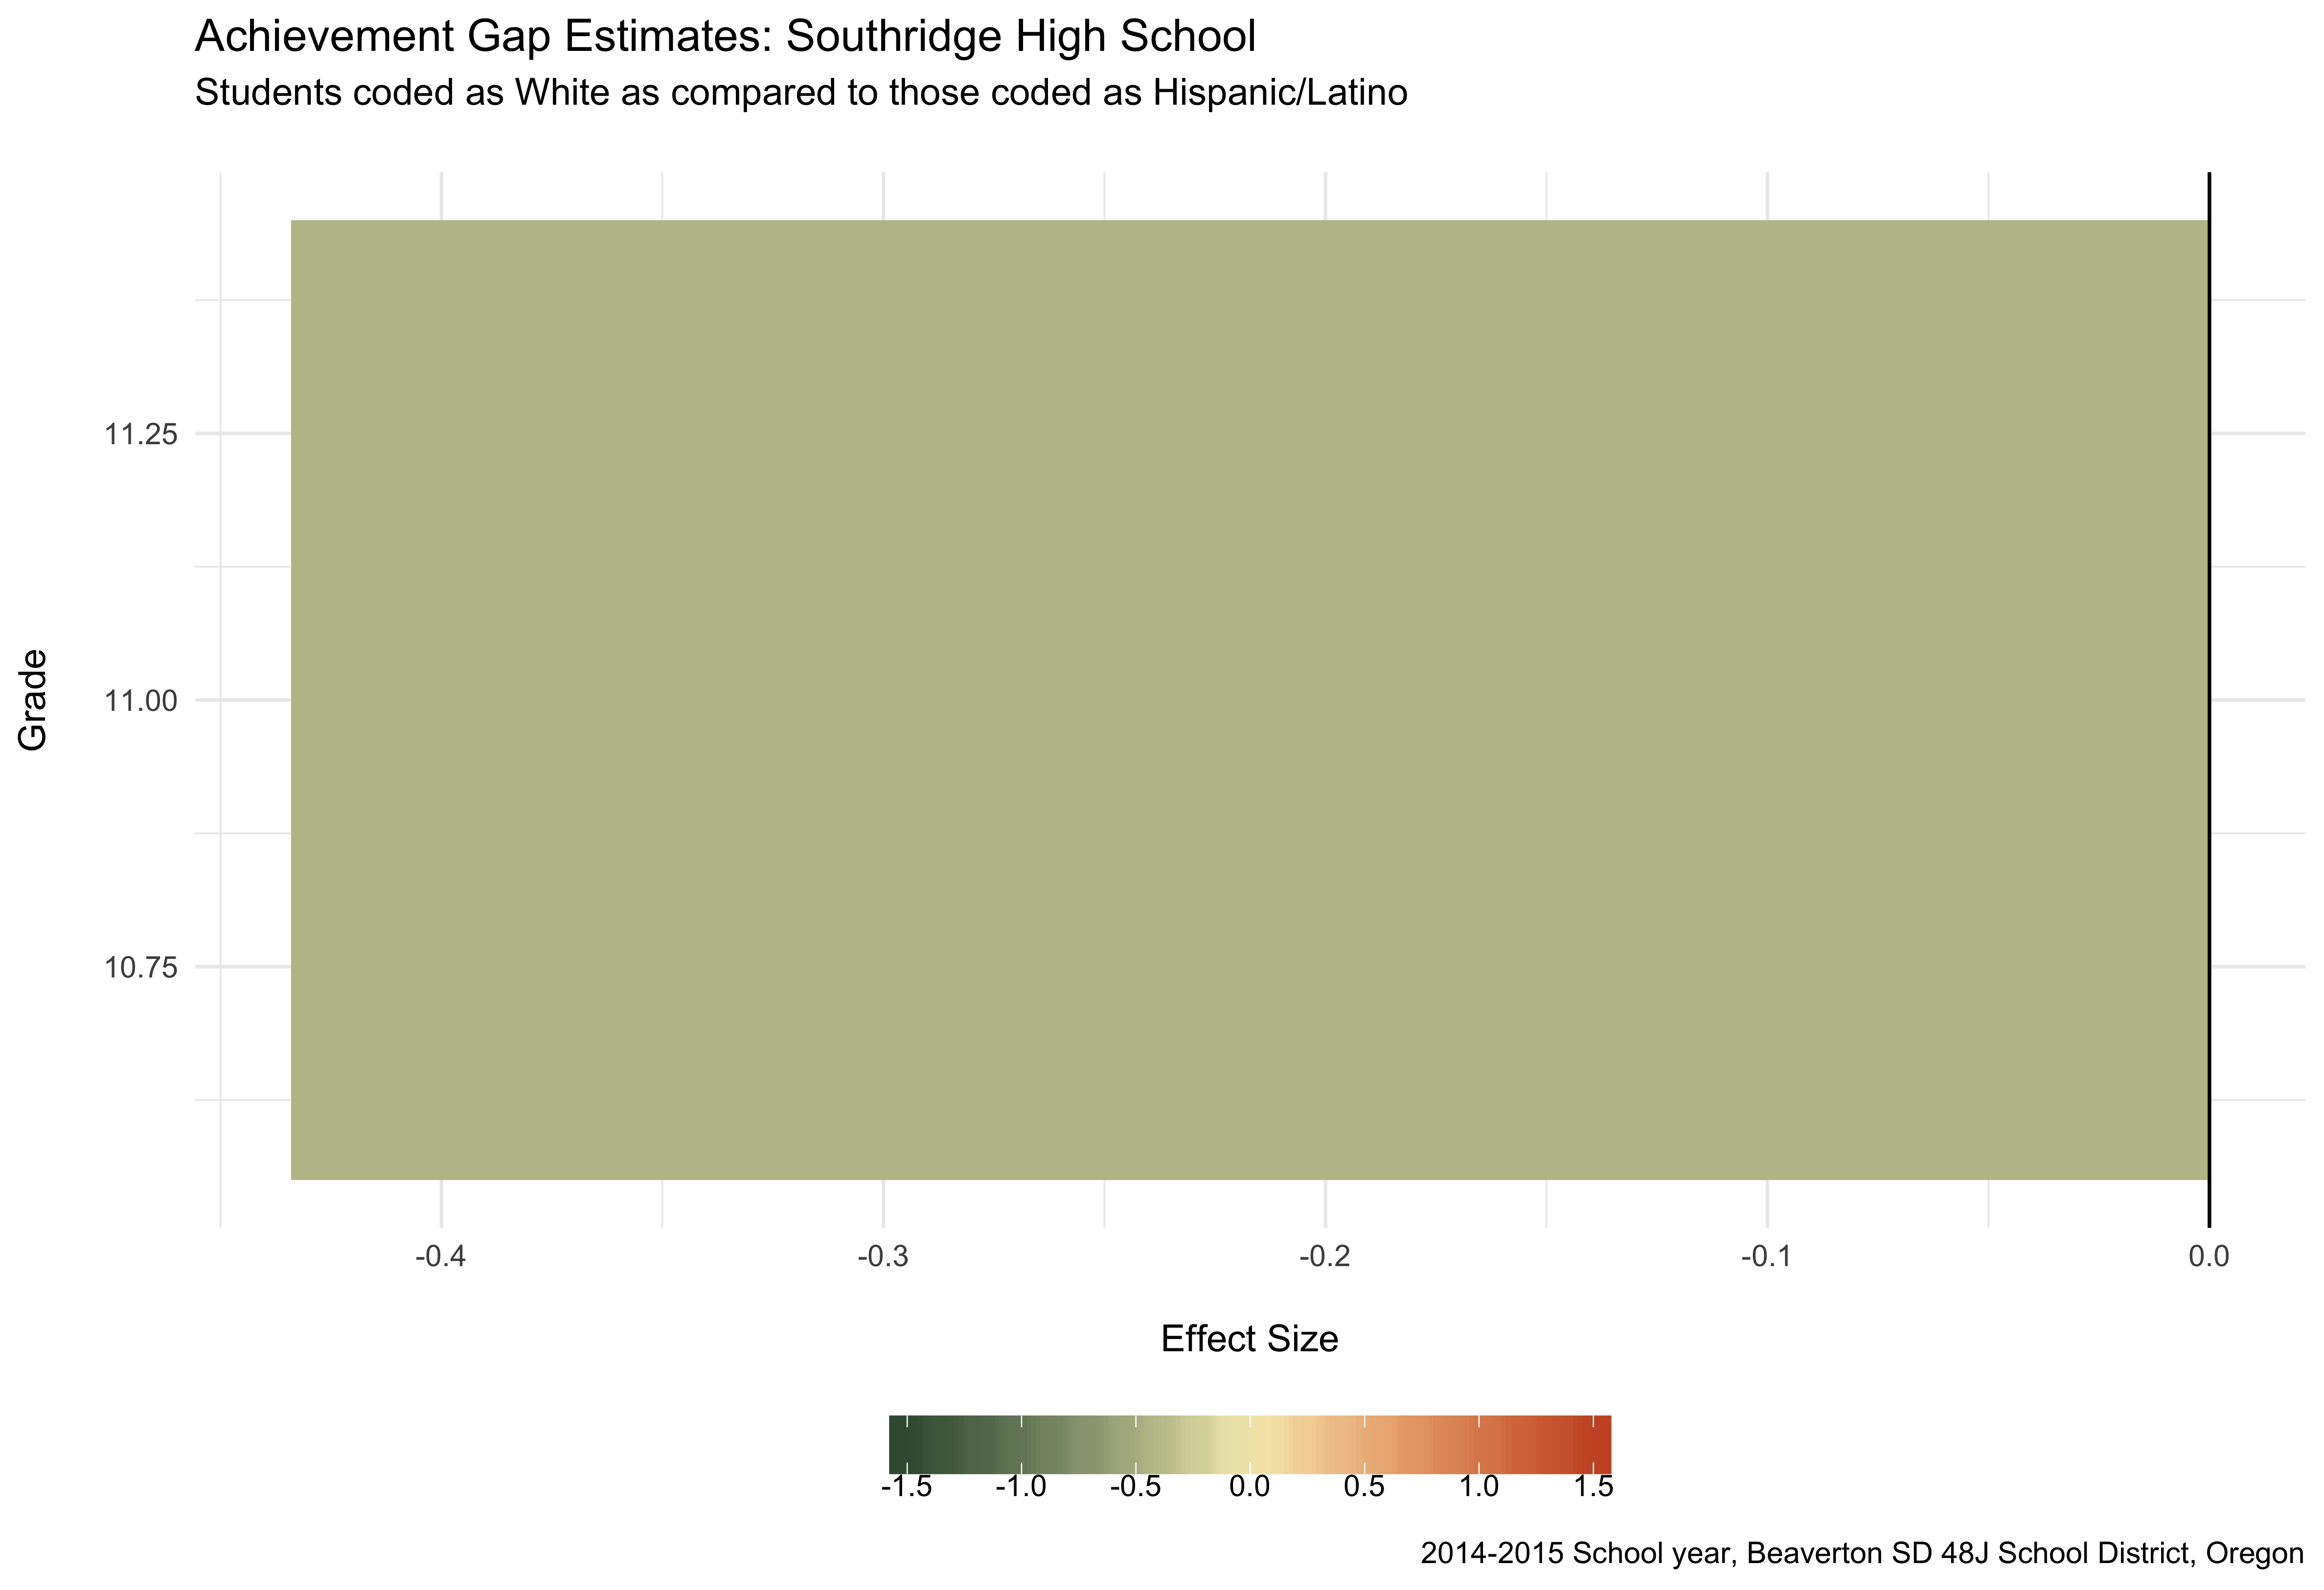 Achievement Gap Estimates: Southridge High School
Students coded as White as compared to those coded as Hispanic/Latino
11.25
11.00
10.75
Grade
-0.4 -0.3 -0.2 -0.1 0.0
Effect Size
-1.5 -1.0 -0.5 0.0 0.5 1.0 1.5
2014-2015 School year, Beaverton SD 48J School District, Oregon